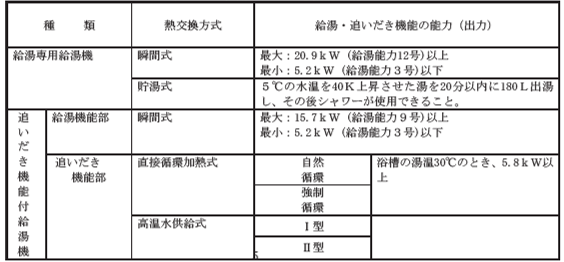 種　類　熱交換方式　給湯・追いだき機能の能力（出力）
給湯専用給湯機　瞬間式　最大：20.9ｋＷ（給湯能力12号)以上
最小：5.2ｋＷ（給湯能力３号)以下
貯湯式　５℃の水温を40Ｋ上昇させた湯を20分以内に180Ｌ出湯
し、その後シャワーが使用できること。
追いだき機能付給湯機
給湯機能部　瞬間式　最大：15.7ｋＷ（給湯能力９号)以上
最小：5.2ｋＷ（給湯能力３号)以下
追いだき　直接循環加熱式　自然　浴槽の湯温30℃のとき、5.8ｋＷ以
機能部　循環　上
強制
循環
高温水供給式　Ⅰ型
Ⅱ型
5